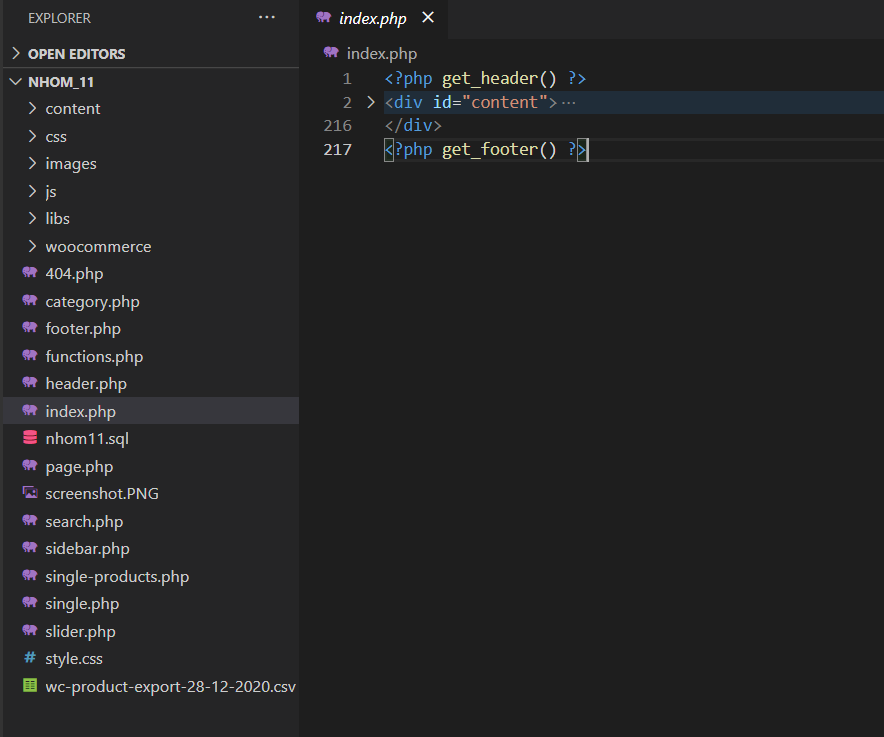 EXPLORER ···
OPEN EDITORS
NHOM_11
content
css
images
js
libs
woocommerce
404.php
category.php
footer.php
functions.php
header.php
index.php
nhom11.sql
page.php
screenshot.PNG
search.php
sidebar.php
single-products.php
single.php
slider.php
# style.css
wc-product-export-28-12-2020.csv
index.php
index.php
1 <?php get_header() ?>
2 <div id="content">···
216 </div>
217 <?php get_footer() ?>